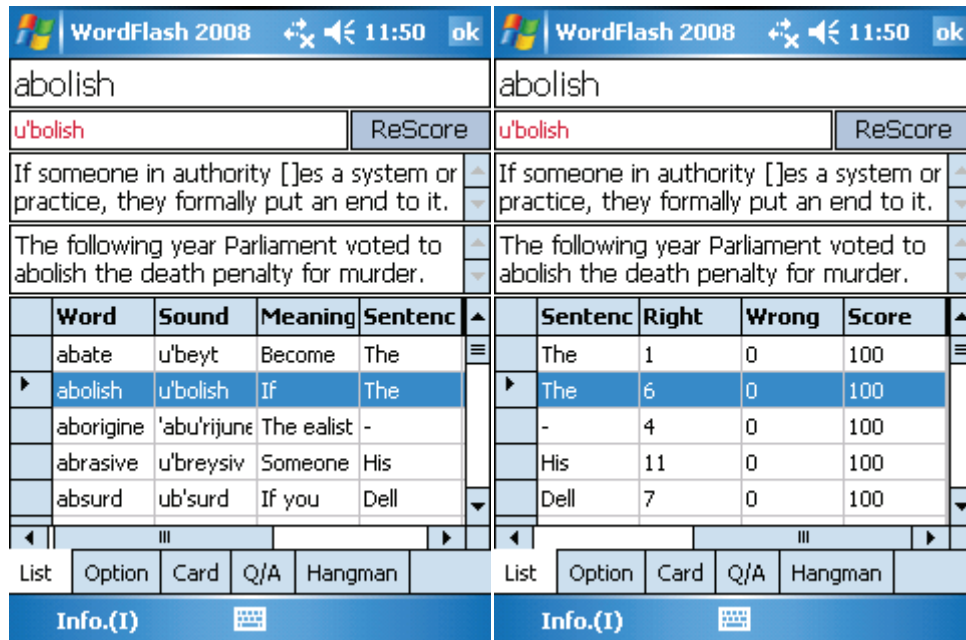 WordFlash 2008 11:50 ok
abolish
u'bolish ReScore
If someone in authority []es a system or
practice, they formally put an end to it.
The following year Parliament voted to
abolish the death penalty for murder.
Word Sound Meaning Sentenc
abate u'beyt Become The
abolish u'bolish If The
aborigine 'abu'rijune The ealist -
abrasive u'breysiv Someone His
absurd ub'surd If you Dell
List Option Card Q/A Hangman
Info.(I)
WordFlash 2008 11:50 ok
abolish
u'bolish ReScore
If someone in authority []es a system or
practice, they formally put an end to it.
The following year Parliament voted to
abolish the death penalty for murder.
Sentenc Right Wrong Score
The 1 0 100
The 6 0 100
- 4 0 100
His 11 0 100
Dell 7 0 100
List Option Card Q/A Hangman
Info.(I)